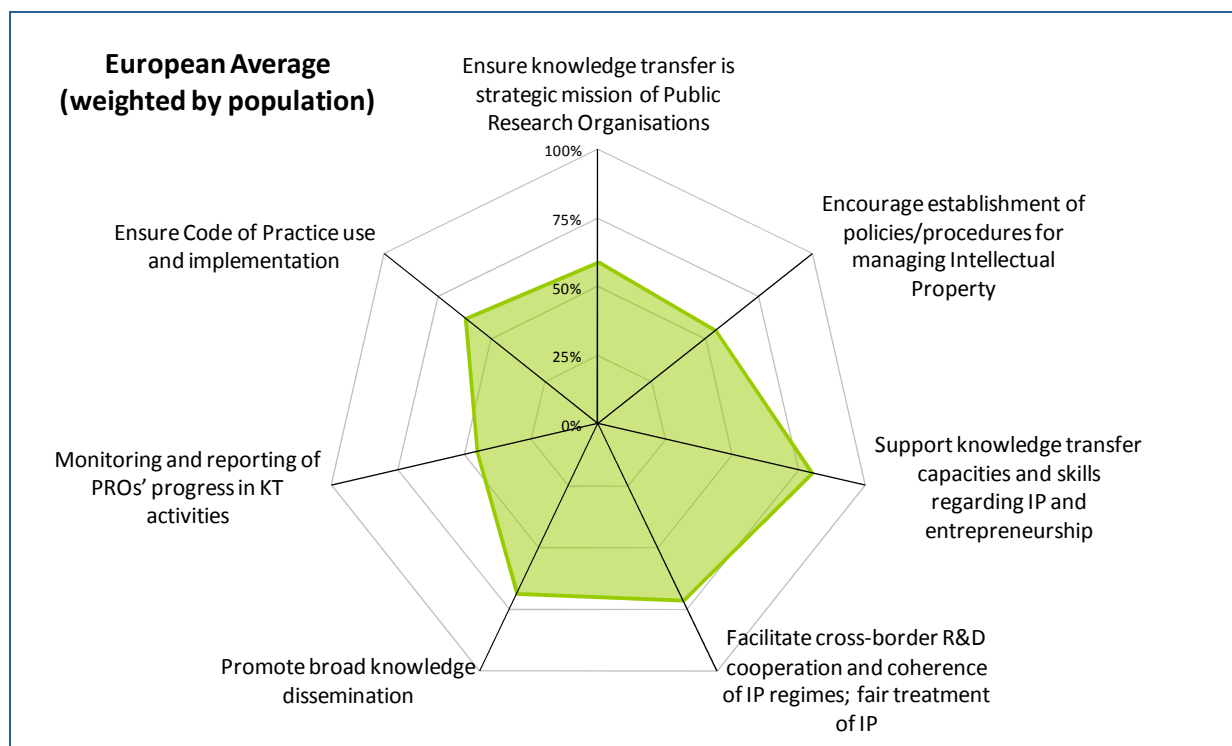 European Average
(weighted by population)
Ensure knowledge transfer is
strategic mission of Public
Research Organisations
Encourage establishment of
policies/procedures for
managing Intellectual
Property
Support knowledge transfer
capacities and skills
regarding IP and
entrepreneurship
Facilitate cross-border R&D
cooperation and coherence
of IP regimes; fair treatment
of IP
Promote broad knowledge
dissemination
Monitoring and reporting of
PROs' progress in KT
activities
Ensure Code of Practice use
and implementation
100%
75%
50%
25%
0%